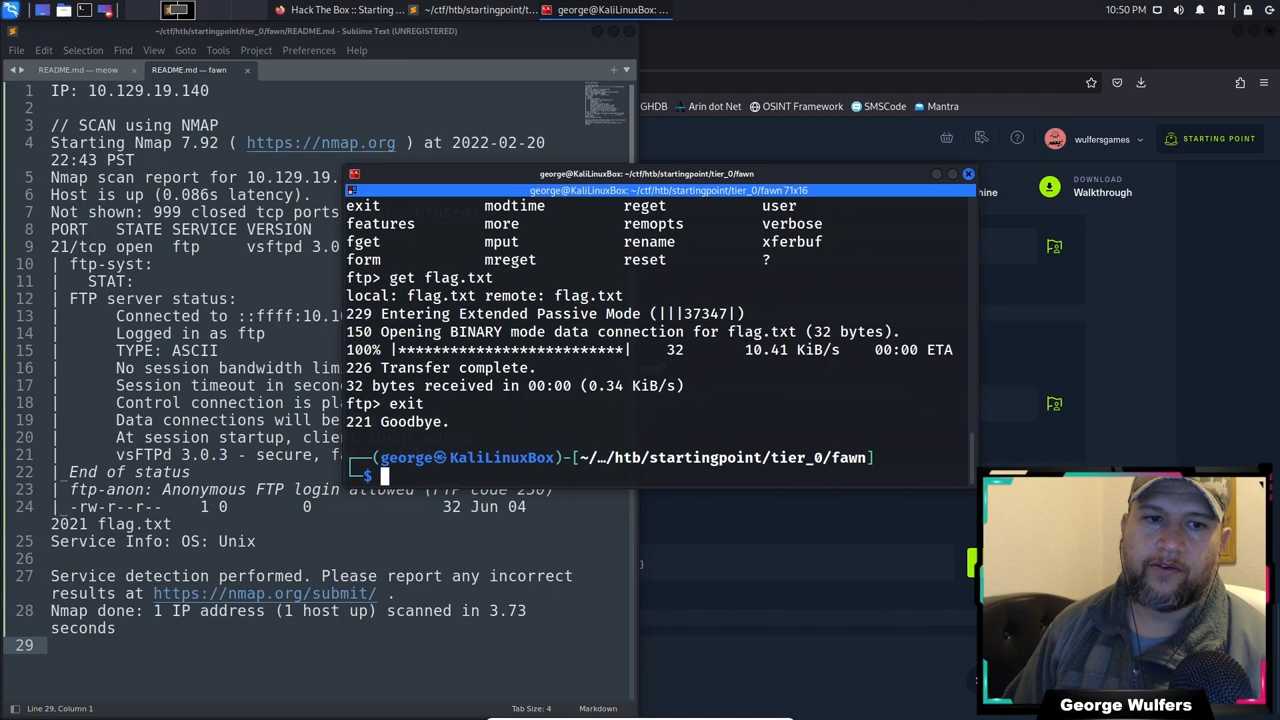 Hack The Box :: Starting ...
~/ctf/htb/startingpoint/t...
george@KaliLinuxBox: ...
10:50 PM
~/ctf/htb/startingpoint/tier_0/fawn/README.md - Sublime Text (UNREGISTERED)
File Edit Selection Find View Goto Tools Project Preferences Help
README.md — meow
README.md — fawn
1 IP: 10.129.19.140
2
3 // SCAN using NMAP
4 Starting Nmap 7.92 ( https://nmap.org ) at 2022-02-20
22:43 PST
5 Nmap scan report for 10.129.19.
6 Host is up (0.086s latency).
7 Not shown: 999 closed tcp ports
8 PORT STATE SERVICE VERSION
9 21/tcp open ftp vsftpd 3.0
10 | ftp-syst:
11 | STAT:
12 | FTP server status:
13 | Connected to ::ffff:10.1
14 | Logged in as ftp
15 | TYPE: ASCII
16 | No session bandwidth lim
17 | Session timeout in secon
18 | Control connection is pl
19 | Data connections will be
20 | At session startup, client count was 2
21 | vsFTPd 3.0.3 - secure, fa
22 |_End of status
23 | ftp-anon: Anonymous FTP login allowed (FTP code 230)
24 |_-rw-r--r-- 1 0 0 32 Jun 04
2021 flag.txt
25 Service Info: OS: Unix
26
27 Service detection performed. Please report any incorrect
results at https://nmap.org/submit/ .
28 Nmap done: 1 IP address (1 host up) scanned in 3.73
seconds
29
Line 29, Column 1
Tab Size: 4
Markdown
george@KaliLinuxBox: ~/ctf/htb/startingpoint/tier_0/fawn
george@KaliLinuxBox: ~/ctf/htb/startingpoint/tier_0/fawn 71x16
exit modtime reget user
features more remopts verbose
fget mput rename xferbuf
form mreget reset ?
ftp> get flag.txt
local: flag.txt remote: flag.txt
229 Entering Extended Passive Mode (|||37347|)
150 Opening BINARY mode data connection for flag.txt (32 bytes).
100% |***************************| 32 10.41 KiB/s 00:00 ETA
226 Transfer complete.
32 bytes received in 00:00 (0.34 KiB/s)
ftp> exit
221 Goodbye.
(george㉿KaliLinuxBox)-[~/…/htb/startingpoint/tier_0/fawn]
$
GHDB
Arin dot Net
OSINT Framework
SMSCode
Mantra
wulfersgames
STARTING POINT
DOWNLOAD
Walkthrough
George Wulfers